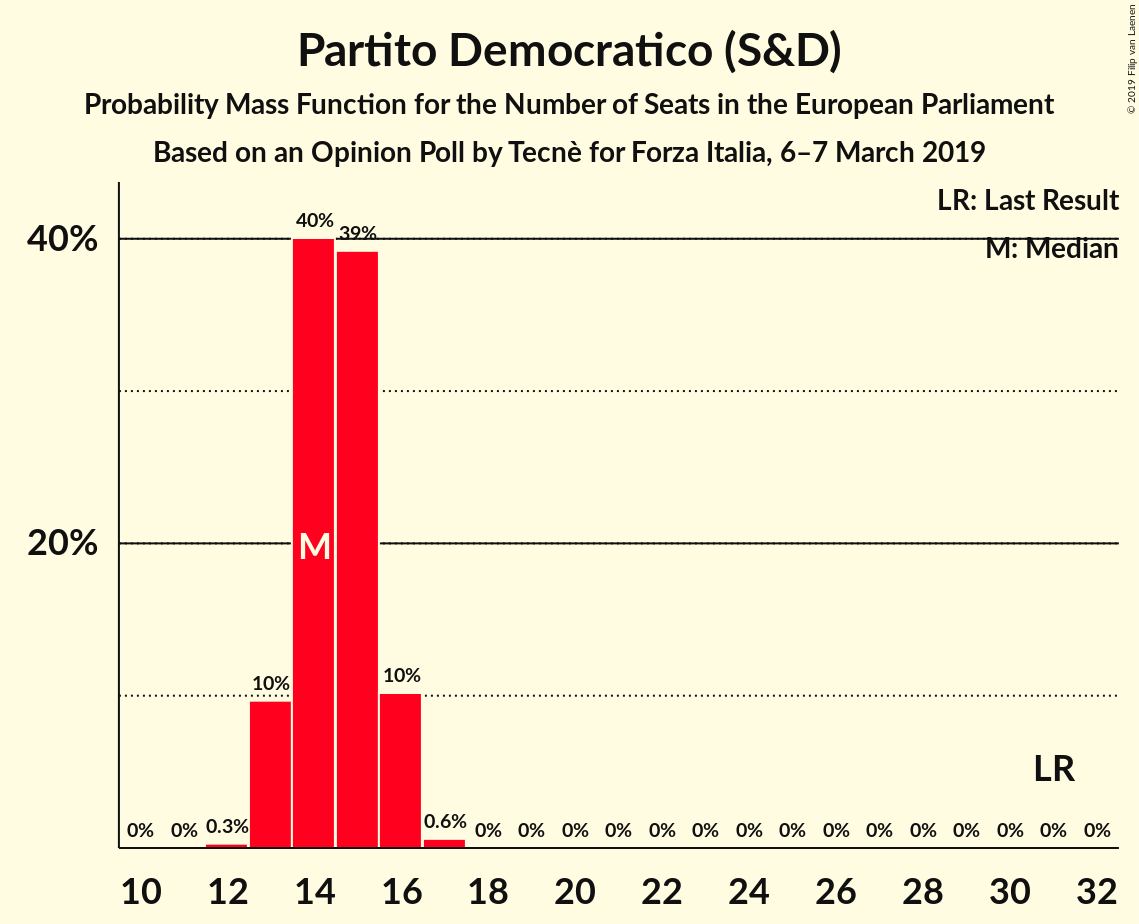 Partito Democratico (S&D)
Probability Mass Function for the Number of Seats in the European Parliament
Based on an Opinion Poll by Tecnè for Forza Italia, 6–7 March 2019
© 2019 Filip van Laenen
LR: Last Result
M: Median
40%
20%
0% 0% 0.3% 10% 40% 39% 10% 0.6% 0% 0% 0% 0% 0% 0% 0% 0% 0% 0% 0% 0% 0% 0% 0%
M
LR
10 12 14 16 18 20 22 24 26 28 30 32